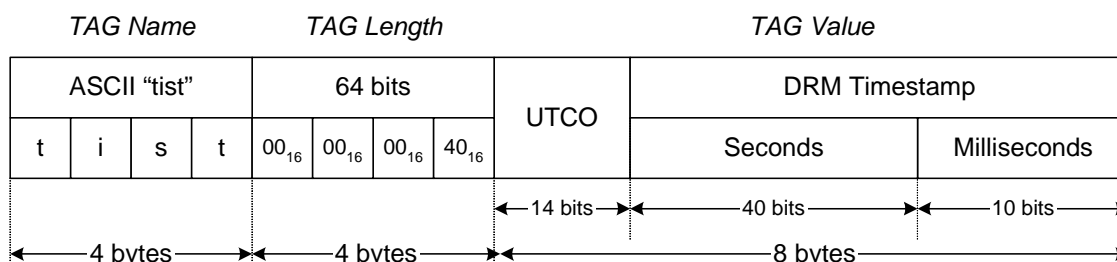 TAG Name TAG Length TAG Value
ASCII “tist” 64 bits UTCO DRM Timestamp
t i s t 00₁₆ 00₁₆ 00₁₆ 40₁₆ Seconds Milliseconds
14 bits 40 bits 10 bits
4 bytes 4 bytes 8 bytes